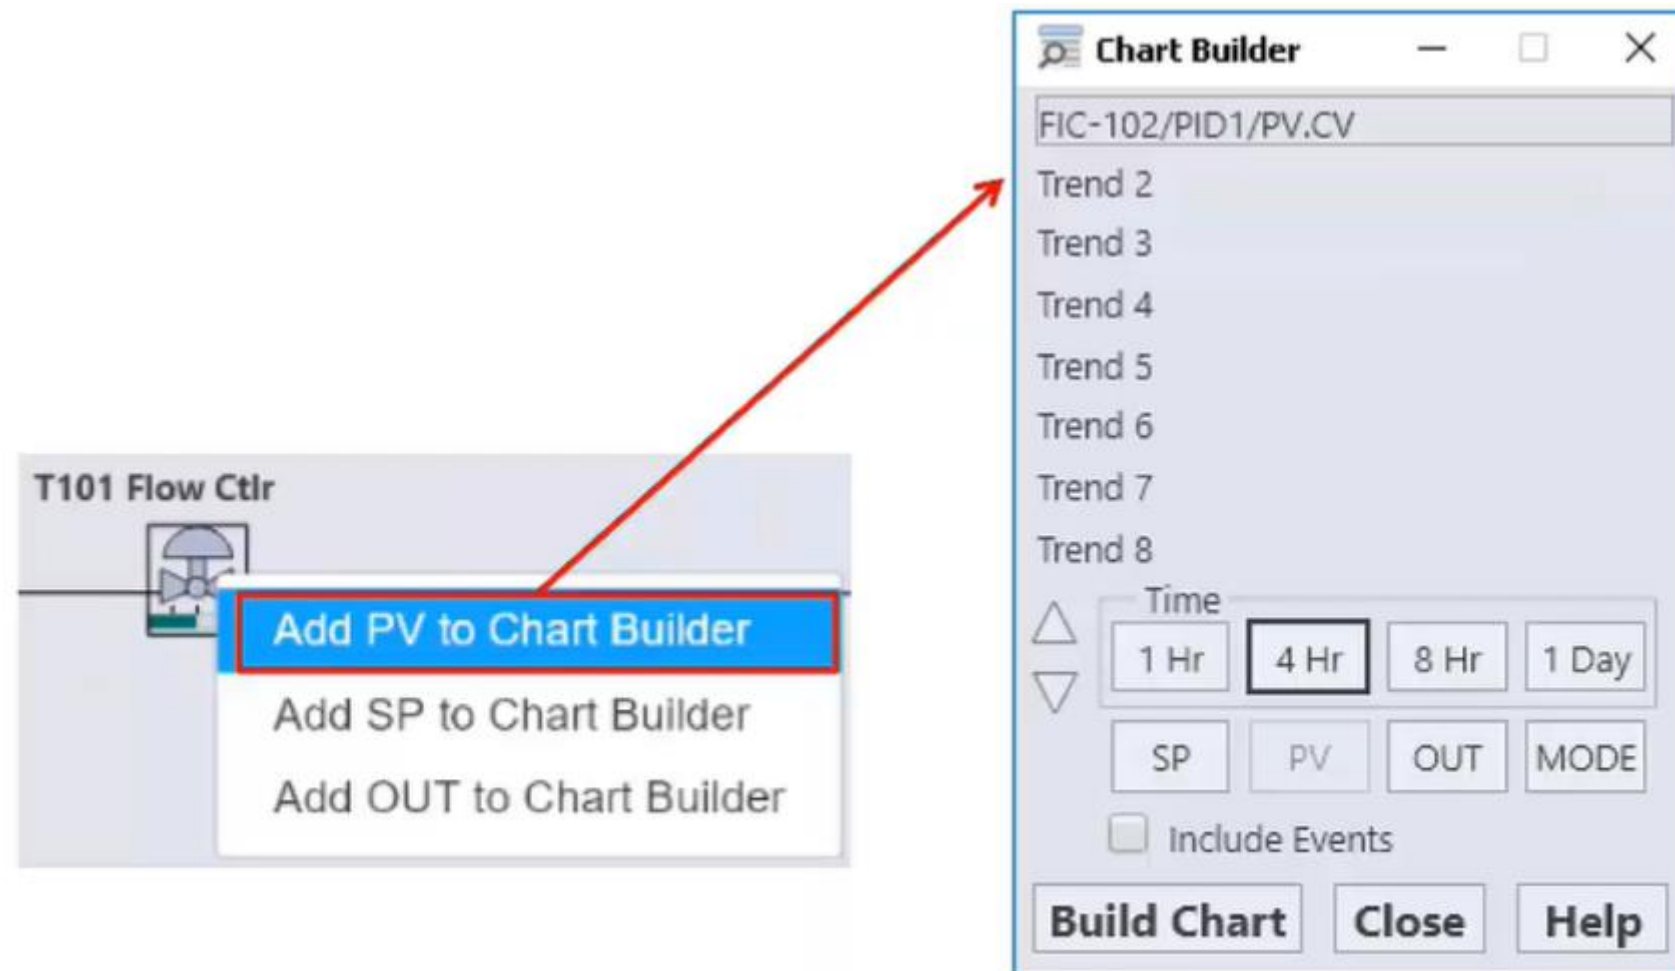 T101 Flow Ctlr
Add PV to Chart Builder
Add SP to Chart Builder
Add OUT to Chart Builder
Chart Builder
FIC-102/PID1/PV.CV
Trend 2
Trend 3
Trend 4
Trend 5
Trend 6
Trend 7
Trend 8
Time
1 Hr 4 Hr 8 Hr 1 Day
SP PV OUT MODE
Include Events
Build Chart Close Help